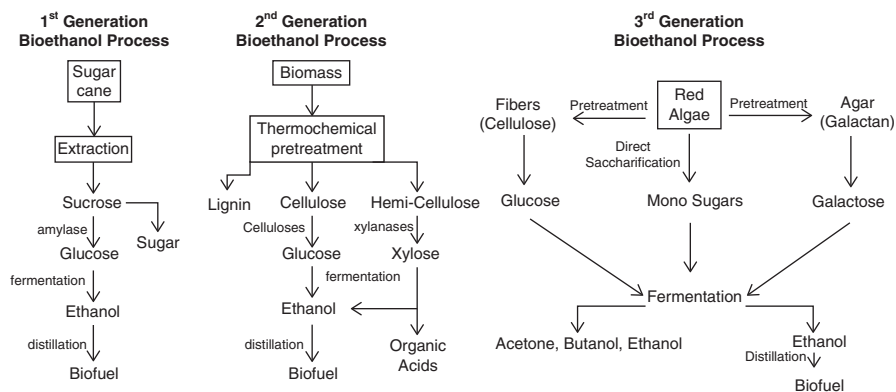 1st Generation
Bioethanol Process
Sugar
cane
Extraction
Sucrose
amylase
Sugar
Glucose
fermentation
Ethanol
distillation
Biofuel
2nd Generation
Bioethanol Process
Biomass
Thermochemical
pretreatment
Lignin
Cellulose
Hemi-Cellulose
Celluloses
xylanases
Glucose
Xylose
fermentation
Ethanol
distillation
Organic
Acids
Biofuel
3rd Generation
Bioethanol Process
Fibers
(Cellulose)
Pretreatment
Red
Algae
Pretreatment
Agar
(Galactan)
Direct
Saccharification
Glucose
Mono Sugars
Galactose
Fermentation
Acetone, Butanol, Ethanol
Ethanol
Distillation
Biofuel